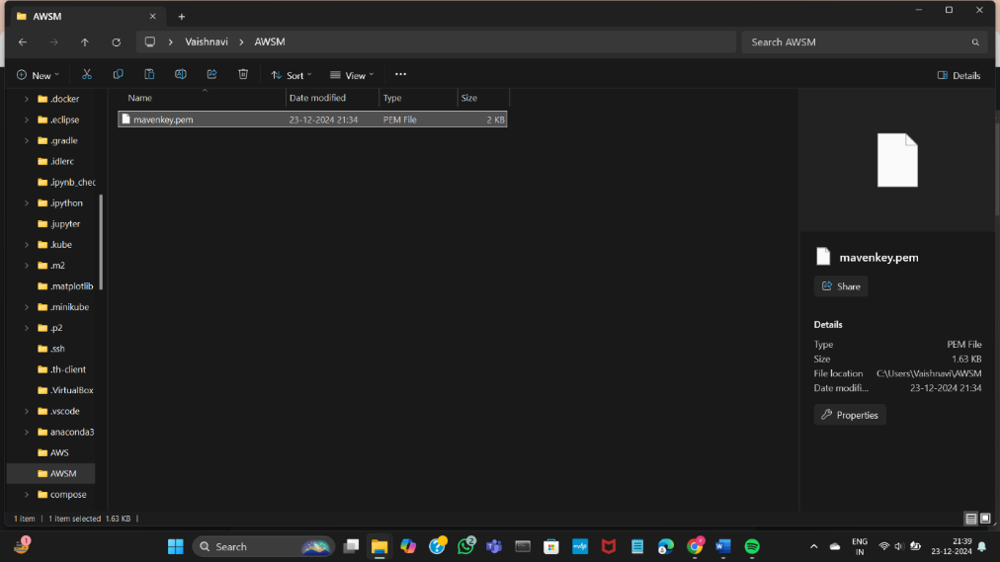 AWSM
Vaishnavi
AWSM
Search AWSM
New
Sort
View
Details
Name
Date modified
Type
Size
mavenkey.pem
23-12-2024 21:34
PEM File
2 KB
.docker
.eclipse
.gradle
.idlerc
.ipynb_chec
.ipython
.jupyter
.kube
.m2
.matplotlib
.minikube
.p2
.ssh
.th-client
.VirtualBox
.vscode
anaconda3
AWS
AWSM
compose
mavenkey.pem
Share
Details
Type PEM File
Size 1.63 KB
File location C:\Users\Vaishnavi\AWSM
Date modifi... 23-12-2024 21:34
Properties
1 item | 1 item selected 1.63 KB |
1
Search
2
ENG
IN
21:39
23-12-2024